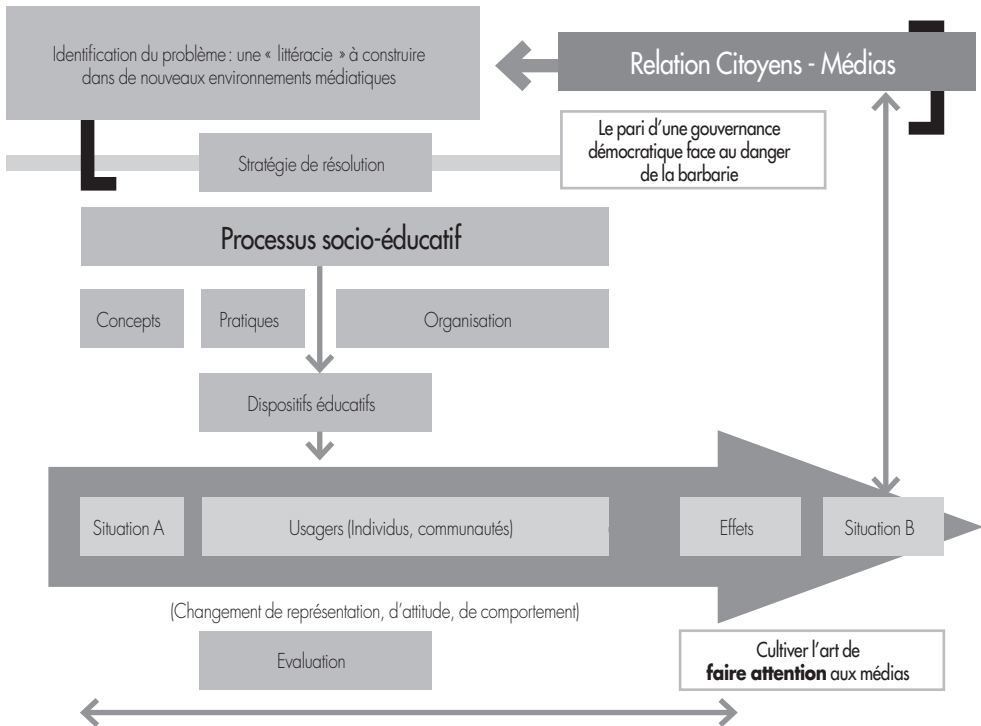 Identification du problème : une « littéracie » à construire
dans de nouveaux environnements médiatiques
Relation Citoyens - Médias
Le pari d'une gouvernance
démocratique face au danger
de la barbarie
Stratégie de résolution
Processus socio-éducatif
Concepts
Pratiques
Organisation
Dispositifs éducatifs
Situation A
Usagers (Individus, communautés)
Effets
Situation B
(Changement de représentation, d'attitude, de comportement)
Evaluation
Cultiver l'art de
faire attention aux médias